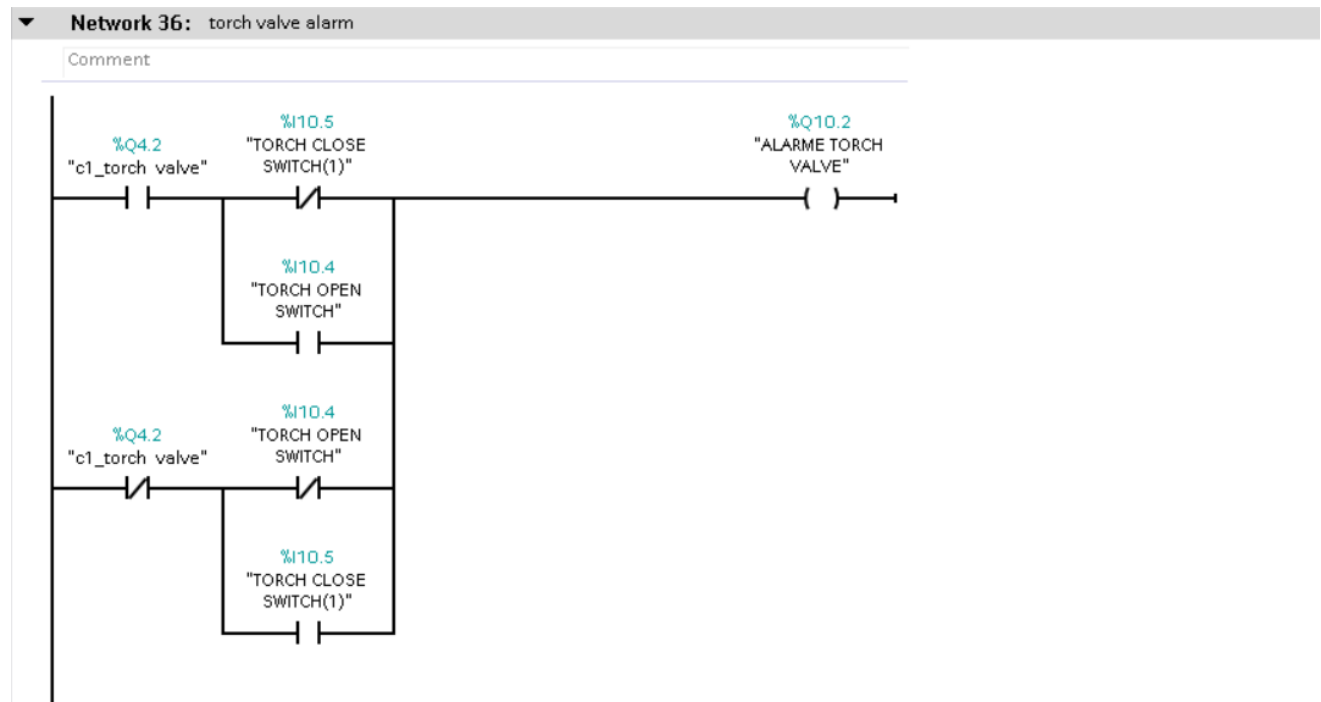 Network 36: torch valve alarm
Comment
%Q4.2
"c1_torch valve"
%I10.5
"TORCH CLOSE
SWITCH(1)"
%Q10.2
"ALARME TORCH
VALVE"
%I10.4
"TORCH OPEN
SWITCH"
%Q4.2
"c1_torch valve"
%I10.4
"TORCH OPEN
SWITCH"
%I10.5
"TORCH CLOSE
SWITCH(1)"